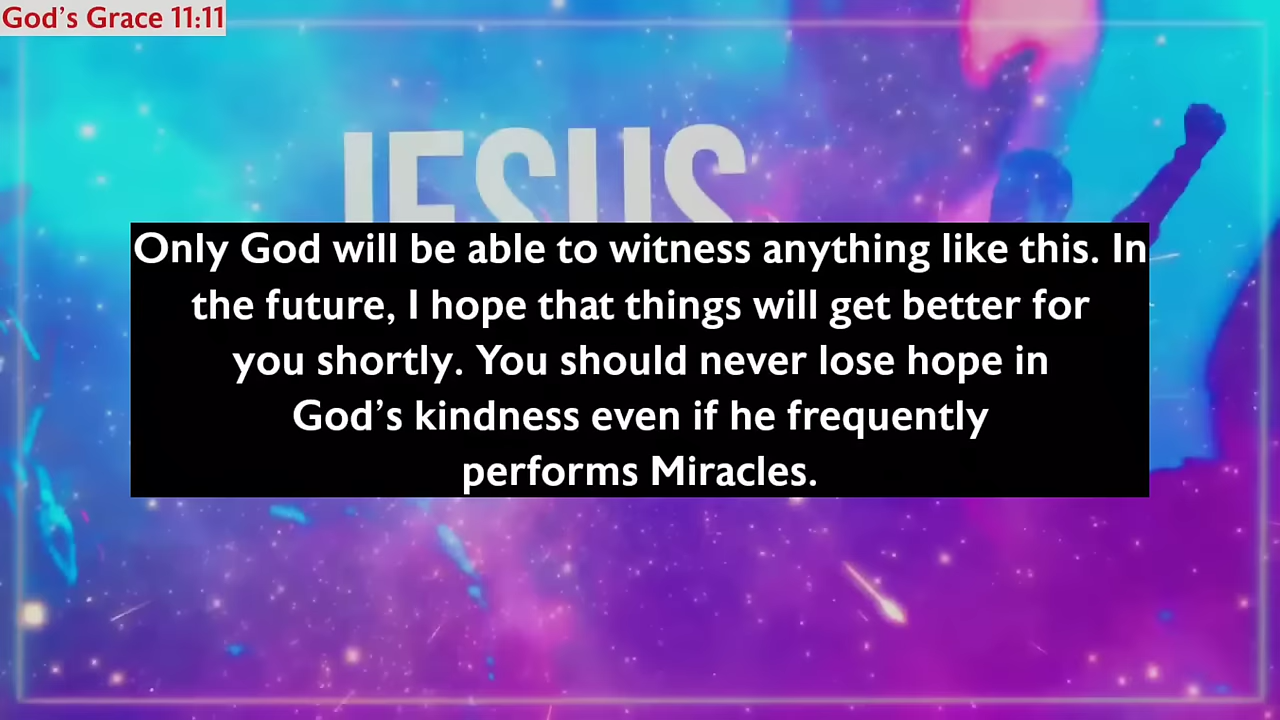 God's Grace 11:11
JESUS
Only God will be able to witness anything like this. In
the future, I hope that things will get better for
you shortly. You should never lose hope in
God's kindness even if he frequently
performs Miracles.